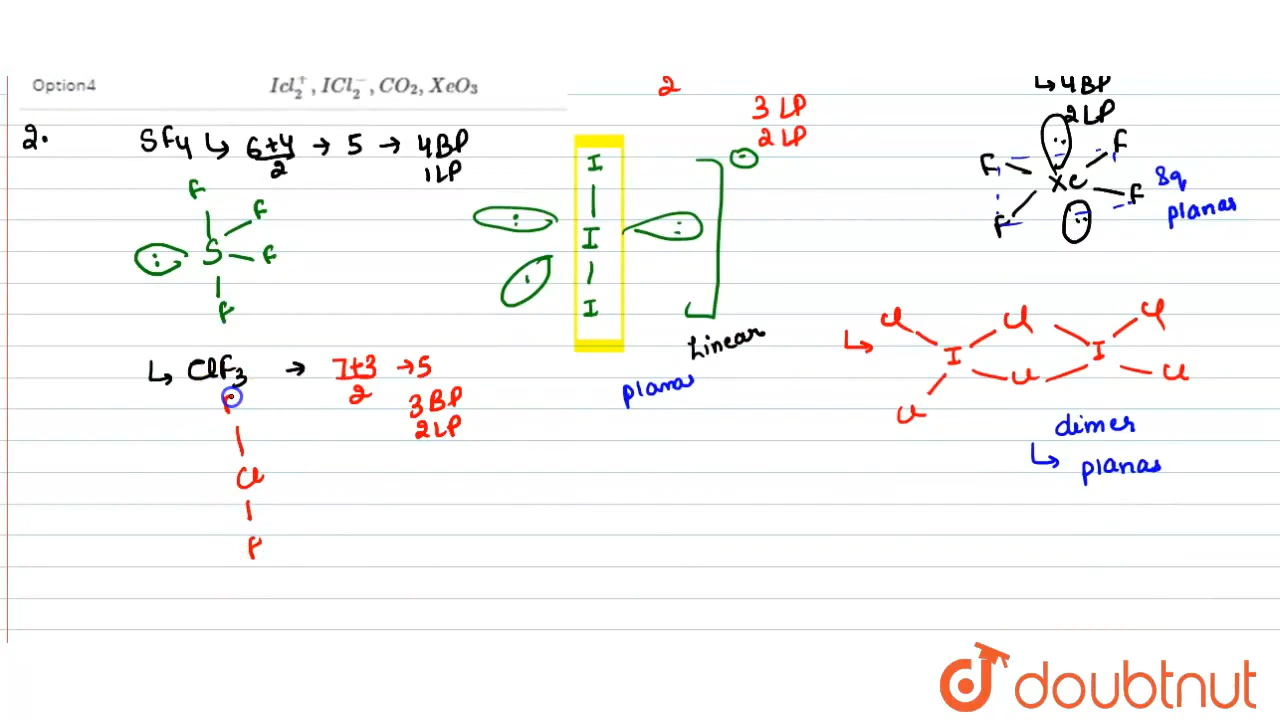 Option4 Icl₂⁺, ICl₂⁻, CO₂, XeO₃
2
3 LP
2 LP
↳ 4BP
2LP
2. SF₄ ↳ 6+4/2 → 5 → 4BP
1LP
F
F
S F
F
I
I
I
⊖
Linear
planar
F F
Xe
F F
Sq
planar
↳ ClF₃ → 7+3/2 → 5
3BP
2LP
F
Cl
F
↳ Cl Cl Cl
I I
Cl Cl Cl
dimer
↳ planar
doubtnut